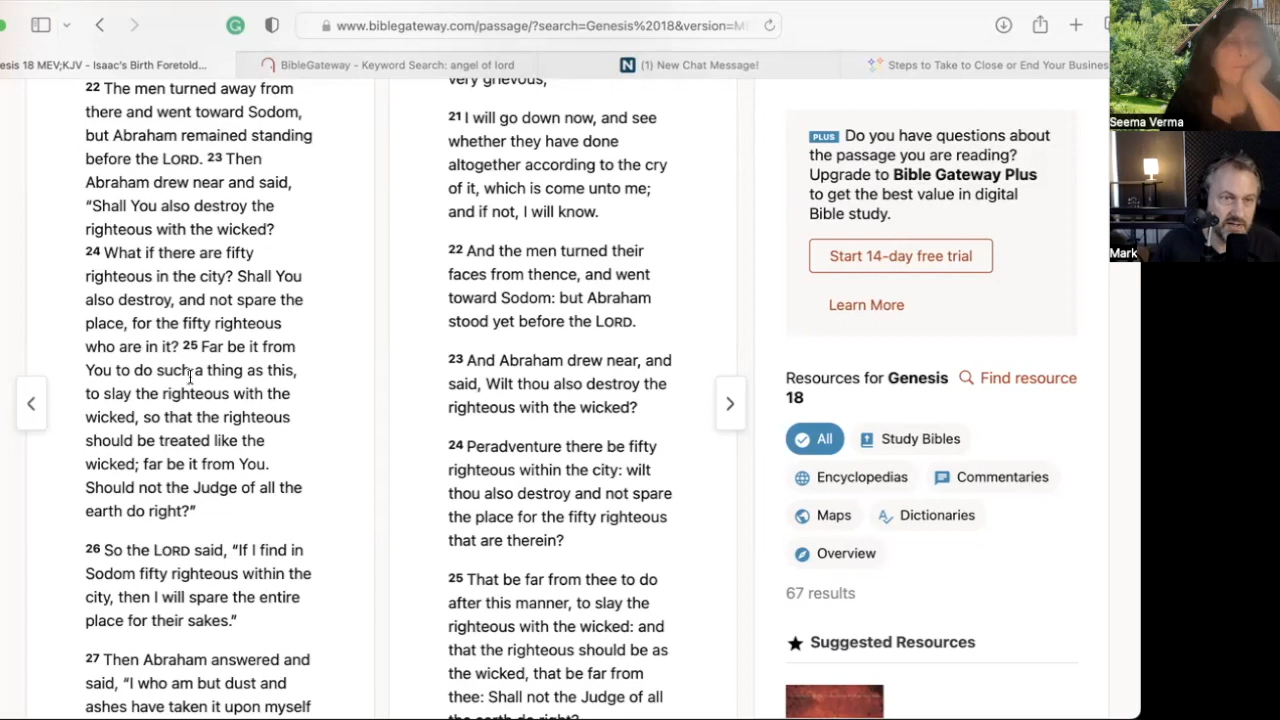 www.biblegateway.com/passage/?search=Genesis%2018&version=M
esis 18 MEV;KJV - Isaac's Birth Foretold...
BibleGateway - Keyword Search: angel of lord
(1) New Chat Message!
Steps to Take to Close or End Your Business
22 The men turned away from
there and went toward Sodom,
but Abraham remained standing
before the LORD. 23 Then
Abraham drew near and said,
“Shall You also destroy the
righteous with the wicked?
24 What if there are fifty
righteous in the city? Shall You
also destroy, and not spare the
place, for the fifty righteous
who are in it? 25 Far be it from
You to do such a thing as this,
to slay the righteous with the
wicked, so that the righteous
should be treated like the
wicked; far be it from You.
Should not the Judge of all the
earth do right?”
26 So the LORD said, “If I find in
Sodom fifty righteous within the
city, then I will spare the entire
place for their sakes.”
27 Then Abraham answered and
said, “I who am but dust and
ashes have taken it upon myself
very grievous;
21 I will go down now, and see
whether they have done
altogether according to the cry
of it, which is come unto me;
and if not, I will know.
22 And the men turned their
faces from thence, and went
toward Sodom: but Abraham
stood yet before the LORD.
23 And Abraham drew near, and
said, Wilt thou also destroy the
righteous with the wicked?
24 Peradventure there be fifty
righteous within the city: wilt
thou also destroy and not spare
the place for the fifty righteous
that are therein?
25 That be far from thee to do
after this manner, to slay the
righteous with the wicked: and
that the righteous should be as
the wicked, that be far from
thee: Shall not the Judge of all
the earth do right?
PLUS Do you have questions about
the passage you are reading?
Upgrade to Bible Gateway Plus
to get the best value in digital
Bible study.
Start 14-day free trial
Learn More
Resources for Genesis
18
Find resource
All
Study Bibles
Encyclopedias
Commentaries
Maps
Dictionaries
Overview
67 results
Suggested Resources
Seema Verma
Mark